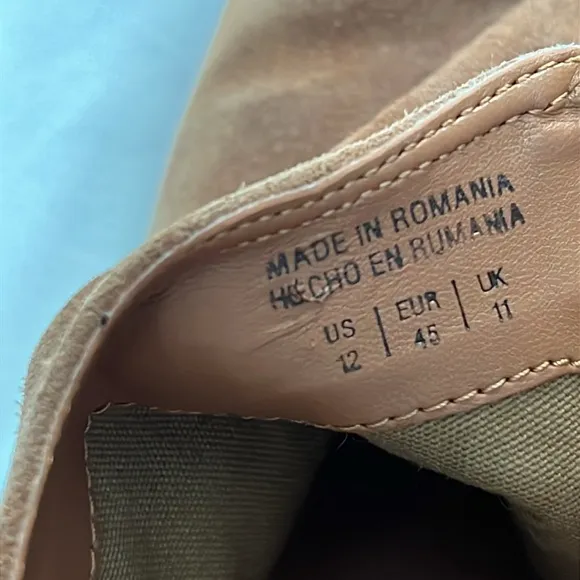 MADE IN ROMANIA
HECHO EN RUMANIA
US | EUR | UK
12 | 45 | 11